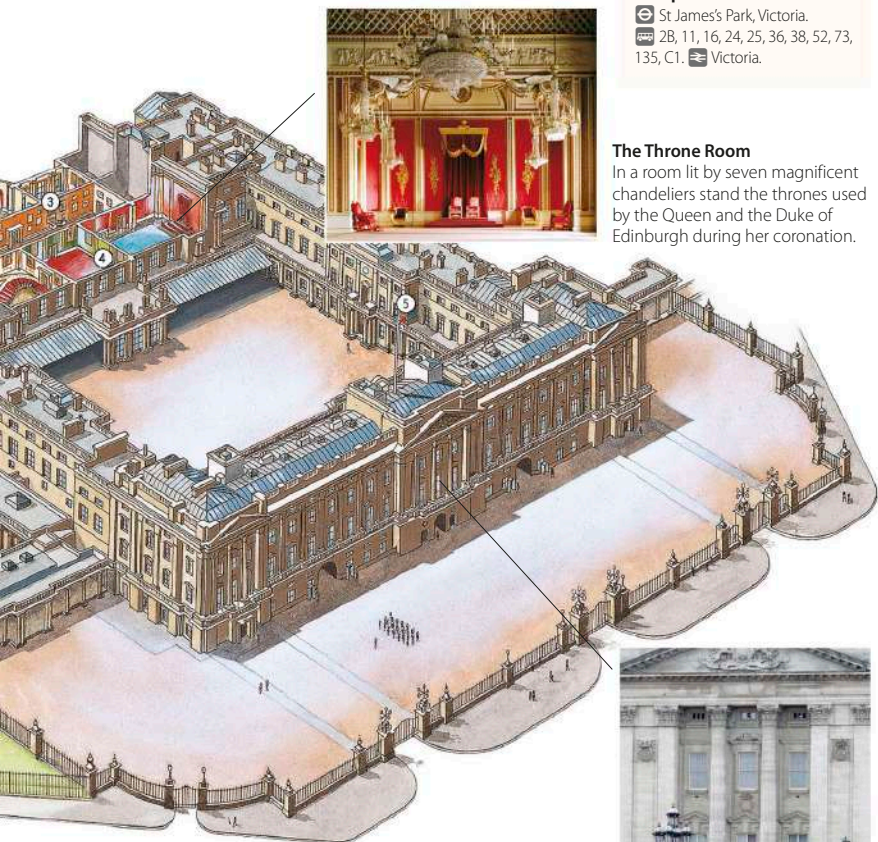 St James's Park, Victoria.
2B, 11, 16, 24, 25, 36, 38, 52, 73,
135, C1. Victoria.
The Throne Room
In a room lit by seven magnificent
chandeliers stand the thrones used
by the Queen and the Duke of
Edinburgh during her coronation.
3
4
5